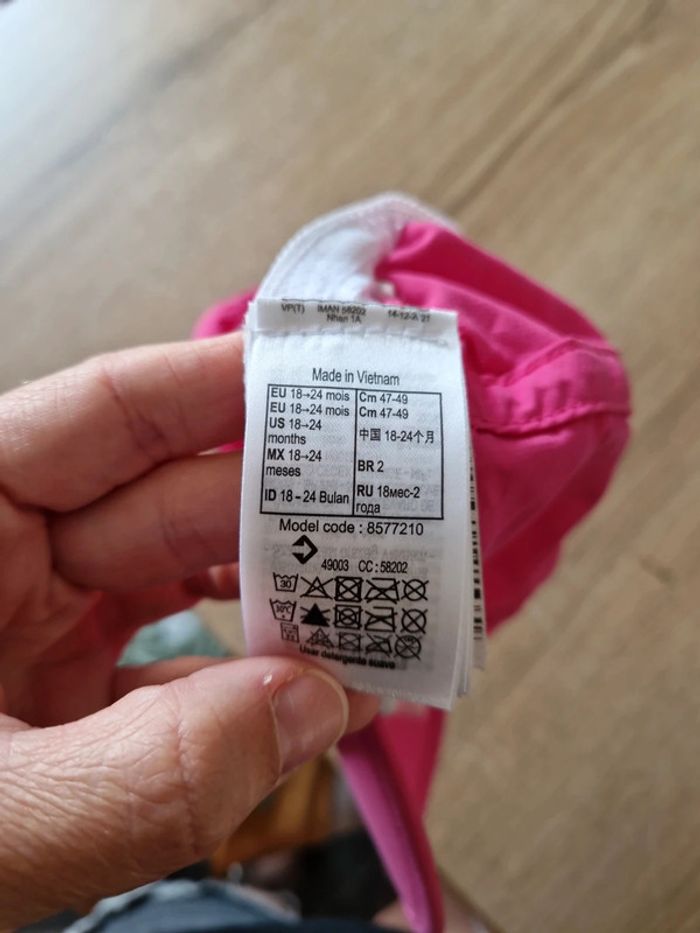 VP(T) IMAN 58202 14-12-A 21
Nhan 1A
Made in Vietnam
EU 18→24 mois Cm 47-49
EU 18→24 mois Cm 47-49
US 18→24 months 中国 18-24个月
MX 18→24 meses BR 2
ID 18 - 24 Bulan RU 18мес-2 года
Model code : 8577210
49003 CC : 58202
30
30°C
Usar detergente suave